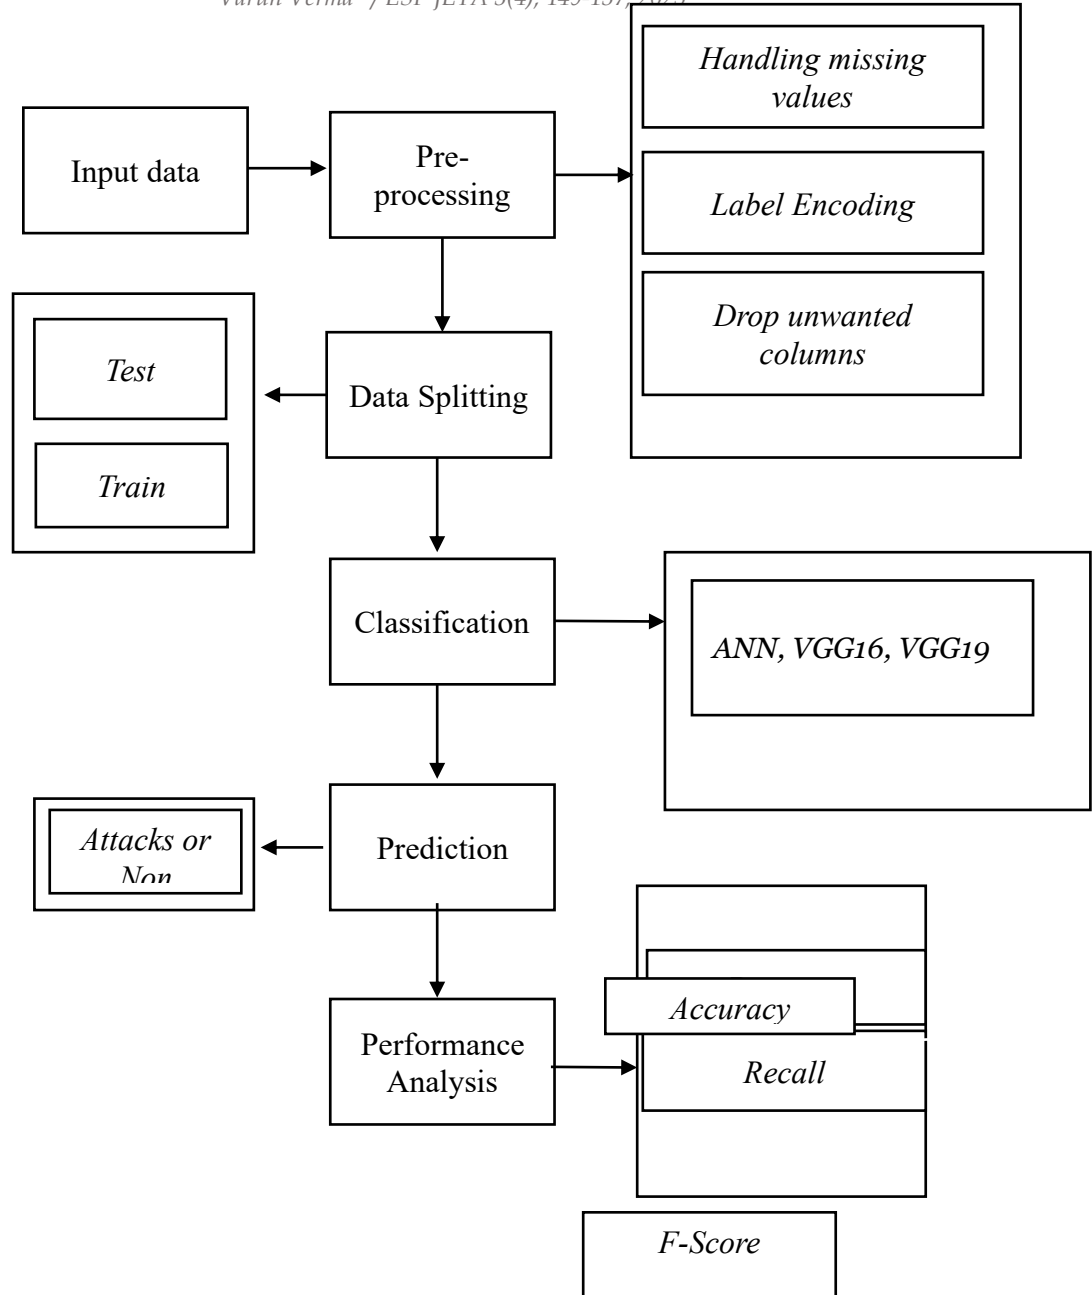 Handling missing
values
Input data
Pre-
processing
Label Encoding
Drop unwanted
columns
Test
Data Splitting
Train
Classification
ANN, VGG16, VGG19
Attacks or
Non
Prediction
Accuracy
Performance
Analysis
Recall
F-Score